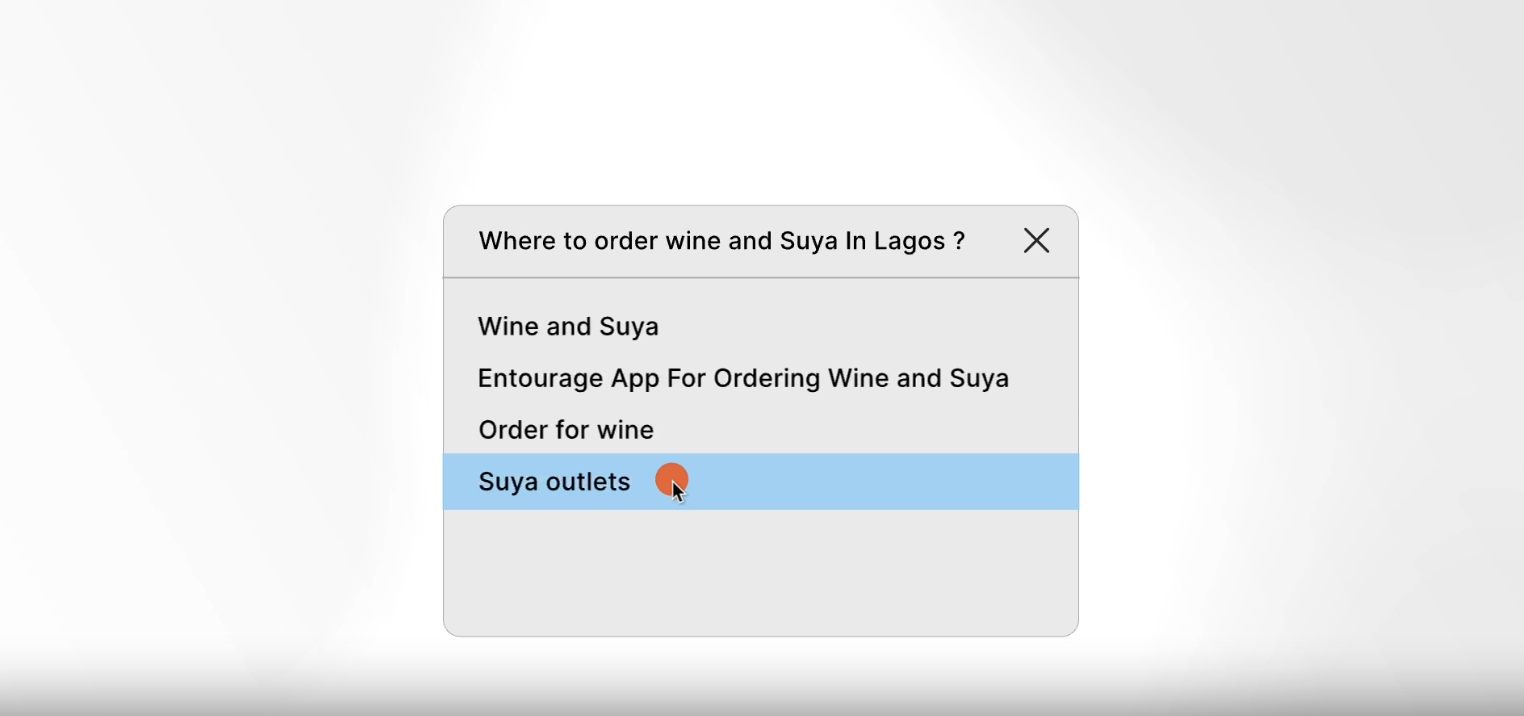 Where to order wine and Suya In Lagos ?
Wine and Suya
Entourage App For Ordering Wine and Suya
Order for wine
Suya outlets